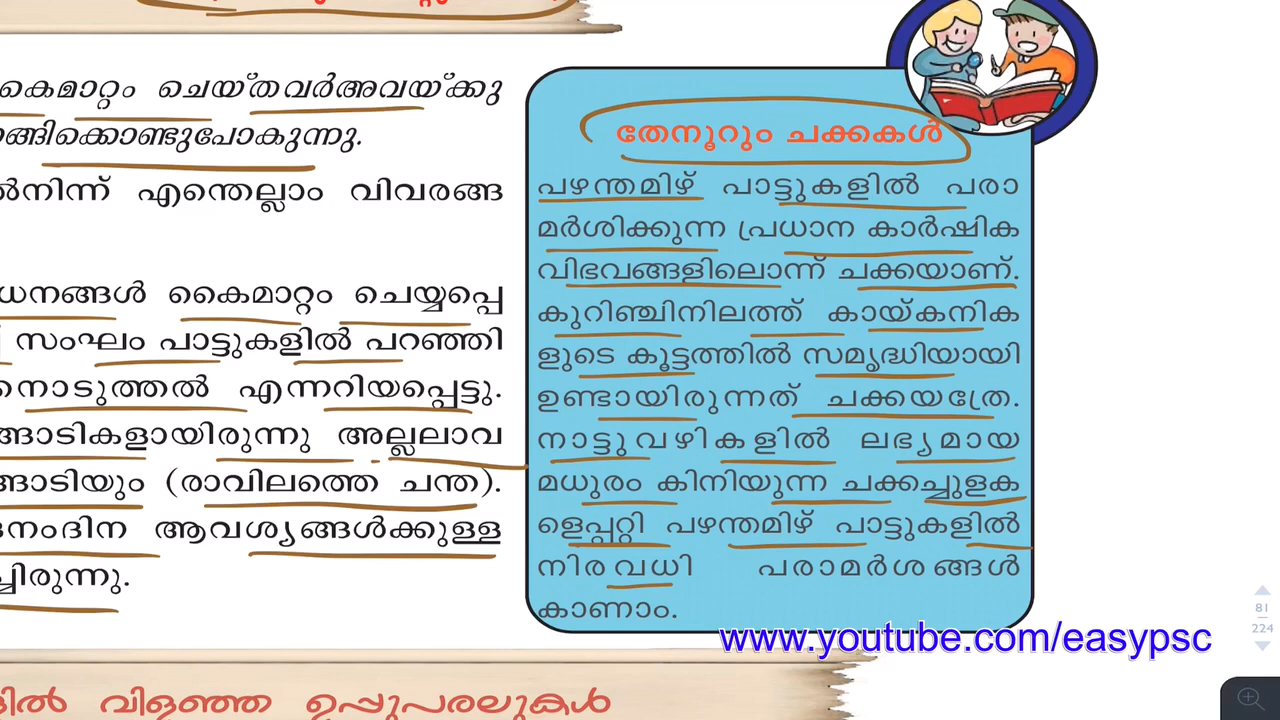 കൈമാറ്റം ചെയ്തവർഅവയ്ക്കു
ങ്ങിക്കൊണ്ടുപോകുന്നു.
ൽനിന്ന് എന്തെല്ലാം വിവരങ്ങ
ധനങ്ങൾ കൈമാറ്റം ചെയ്യപ്പെ
സംഘം പാട്ടുകളിൽ പറഞ്ഞി
നൊടുത്തൽ എന്നറിയപ്പെട്ടു.
ങ്ങാടികളായിരുന്നു അല്ലലാവ
ങ്ങാടിയും (രാവിലത്തെ ചന്ത).
നംദിന ആവശ്യങ്ങൾക്കുള്ള
ച്ചിരുന്നു.
തേനൂറും ചക്കകൾ
പഴന്തമിഴ് പാട്ടുകളിൽ പരാ
മർശിക്കുന്ന പ്രധാന കാർഷിക
വിഭവങ്ങളിലൊന്ന് ചക്കയാണ്.
കുറിഞ്ചിനിലത്ത് കായ്കനിക
ളുടെ കൂട്ടത്തിൽ സമൃദ്ധിയായി
ഉണ്ടായിരുന്നത് ചക്കയത്രേ.
നാട്ടുവഴികളിൽ ലഭ്യമായ
മധുരം കിനിയുന്ന ചക്കച്ചുളക
ളെപ്പറ്റി പഴന്തമിഴ് പാട്ടുകളിൽ
നിരവധി പരാമർശങ്ങൾ
കാണാം.
www.youtube.com/easypsc
ളിൽ വിളഞ്ഞ ഉപ്പുപരലുകൾ
81
224